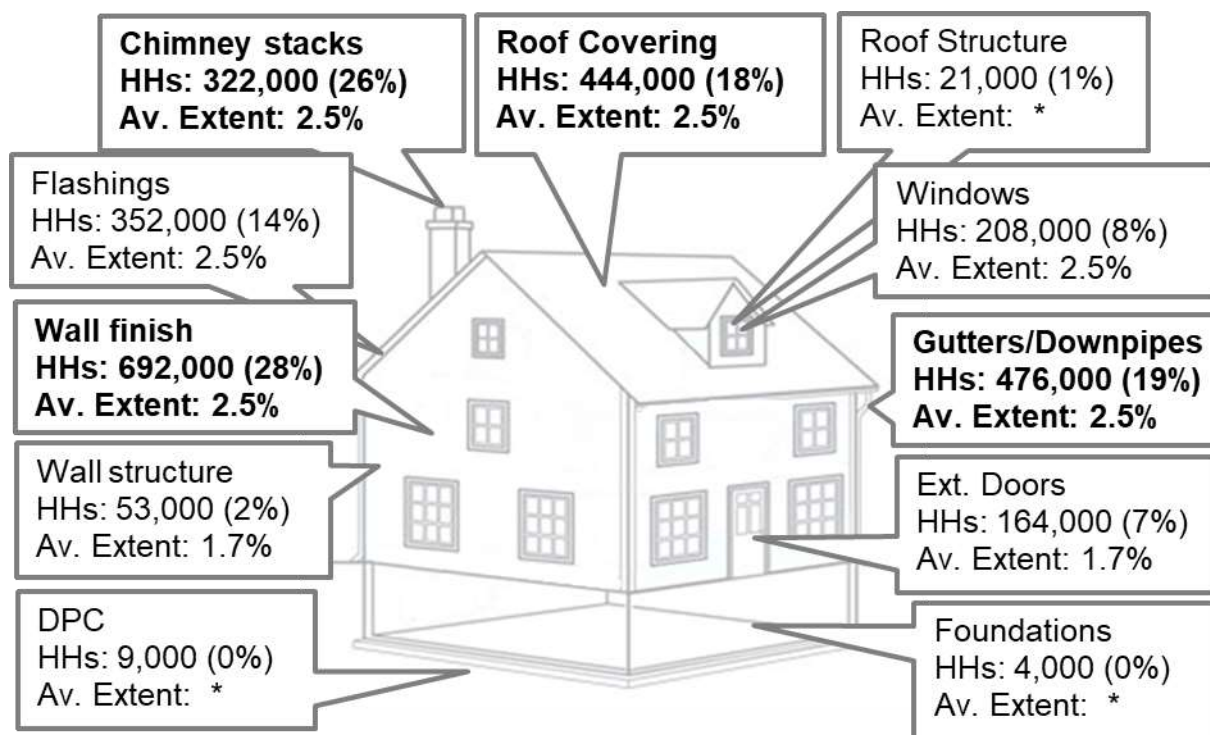 Chimney stacks
HHs: 322,000 (26%)
Av. Extent: 2.5%
Roof Covering
HHs: 444,000 (18%)
Av. Extent: 2.5%
Roof Structure
HHs: 21,000 (1%)
Av. Extent: *
Flashings
HHs: 352,000 (14%)
Av. Extent: 2.5%
Windows
HHs: 208,000 (8%)
Av. Extent: 2.5%
Wall finish
HHs: 692,000 (28%)
Av. Extent: 2.5%
Gutters/Downpipes
HHs: 476,000 (19%)
Av. Extent: 2.5%
Wall structure
HHs: 53,000 (2%)
Av. Extent: 1.7%
Ext. Doors
HHs: 164,000 (7%)
Av. Extent: 1.7%
DPC
HHs: 9,000 (0%)
Av. Extent: *
Foundations
HHs: 4,000 (0%)
Av. Extent: *